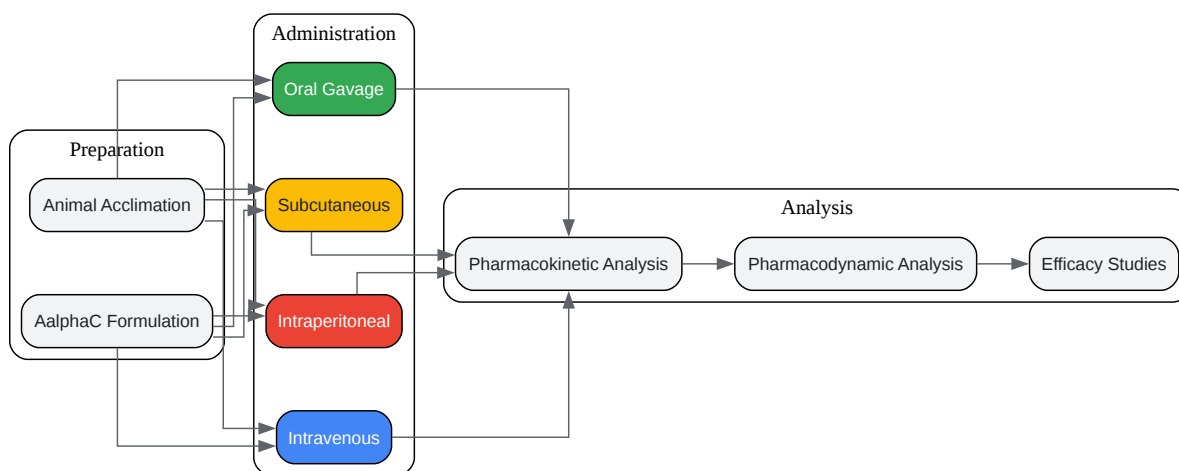 Preparation
Animal Acclimation
AalphaC Formulation
Administration
Oral Gavage
Subcutaneous
Intraperitoneal
Intravenous
Analysis
Pharmacokinetic Analysis
Pharmacodynamic Analysis
Efficacy Studies